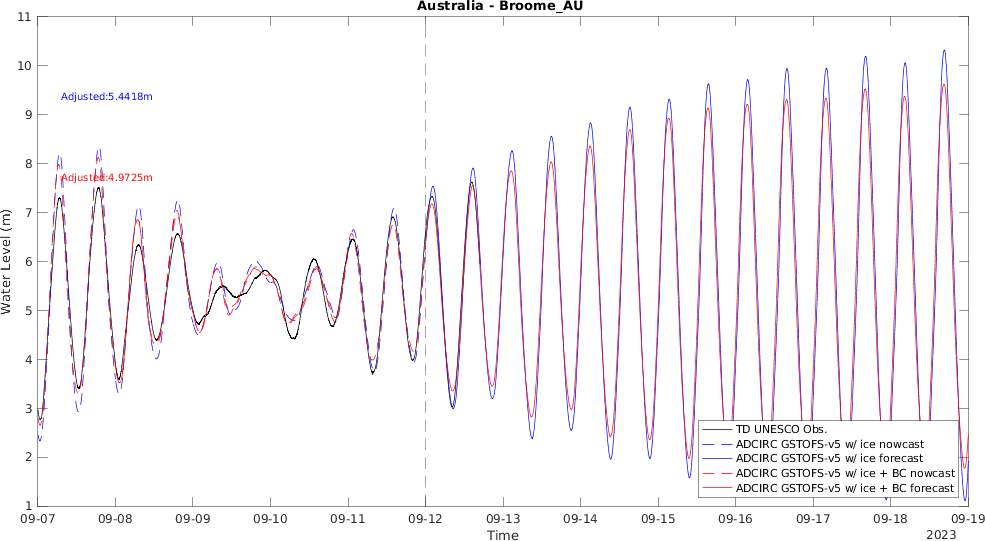 Australia - Broome_AU
11
10
9
8
7
6
5
4
3
2
1
Water Level (m)
Adjusted:5.4418m
Adjusted:4.9725m
TD UNESCO Obs.
ADCIRC GSTOFS-v5 w/ ice nowcast
ADCIRC GSTOFS-v5 w/ ice forecast
ADCIRC GSTOFS-v5 w/ ice + BC nowcast
ADCIRC GSTOFS-v5 w/ ice + BC forecast
09-07 09-08 09-09 09-10 09-11 09-12 09-13 09-14 09-15 09-16 09-17 09-18 09-19
Time
2023